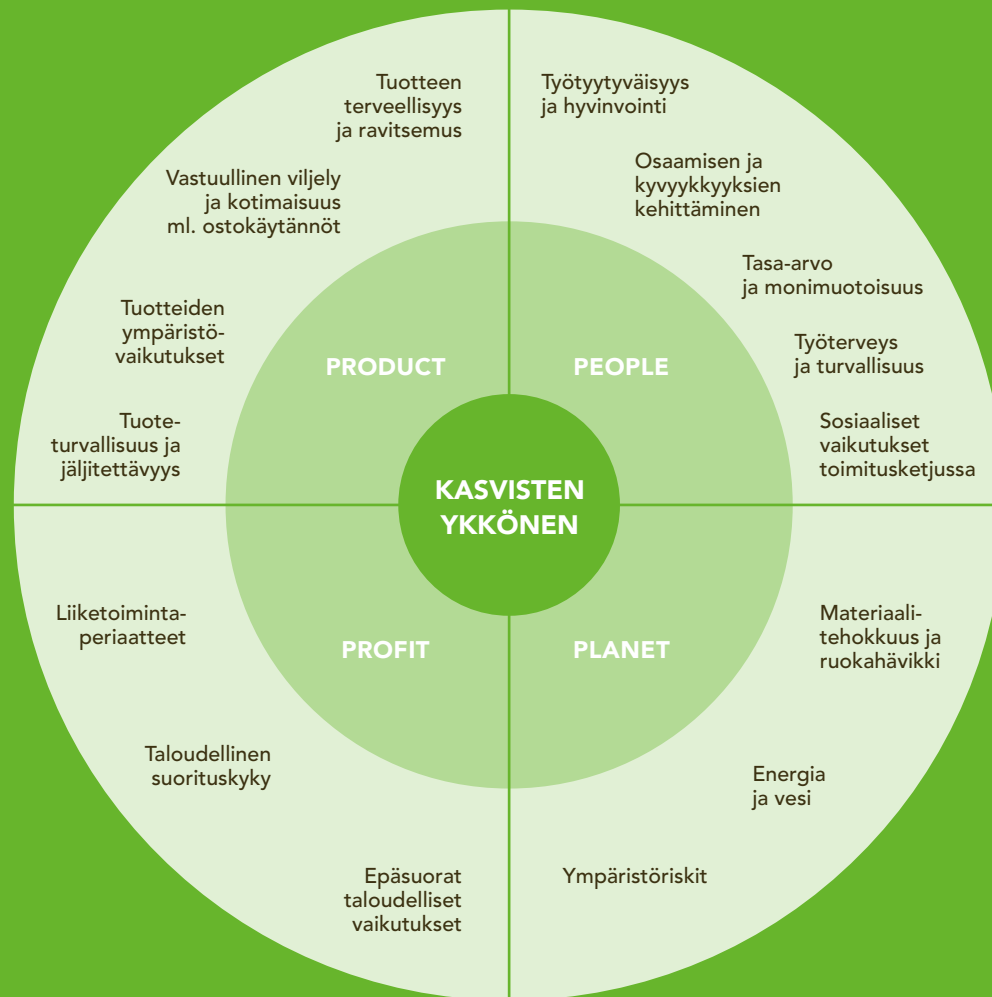 Tuotteen
terveellisyys
ja ravitsemus
Vastuullinen viljely
ja kotimaisuus
ml. ostokäytännöt
Tuotteiden
ympäristö-
vaikutukset
Tuote-
turvallisuus ja
jäljitettävyys
PRODUCT
Työtyytyväisyys
ja hyvinvointi
Osaamisen ja
kyvyykkyyksien
kehittäminen
Tasa-arvo
ja monimuotoisuus
Työterveys
ja turvallisuus
Sosiaaliset
vaikutukset
toimitusketjussa
PEOPLE
KASVISTEN
YKKÖNEN
PROFIT
Liiketoiminta-
periaatteet
Taloudellinen
suorituskyky
Epäsuorat
taloudelliset
vaikutukset
PLANET
Materiaali-
tehokkuus ja
ruokahävikki
Energia
ja vesi
Ympäristöriskit